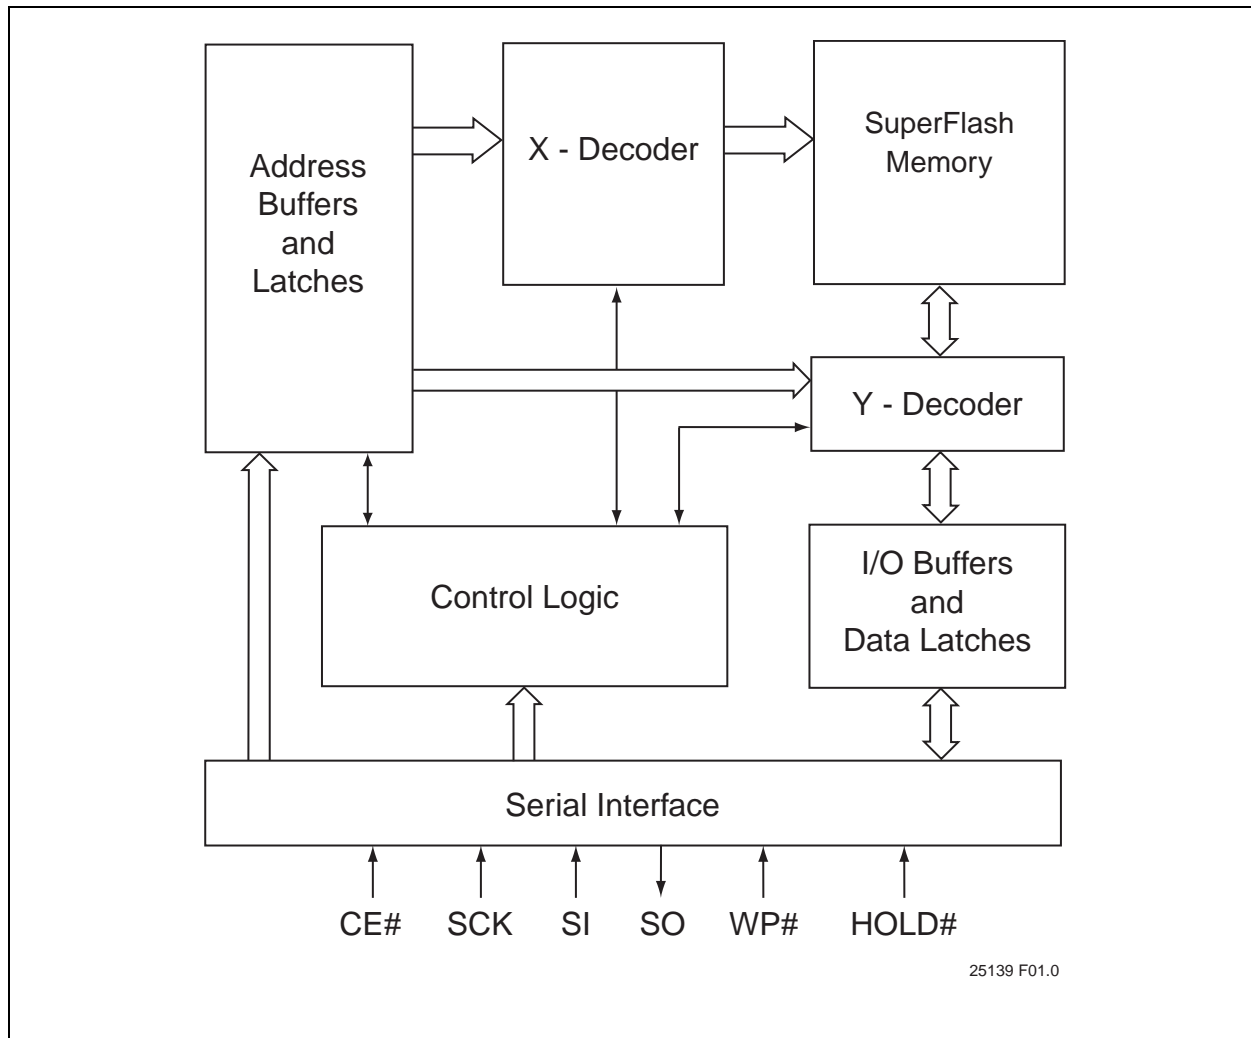 Address
Buffers
and
Latches
X - Decoder
SuperFlash
Memory
Y - Decoder
Control Logic
I/O Buffers
and
Data Latches
Serial Interface
CE# SCK SI SO WP# HOLD#
25139 F01.0